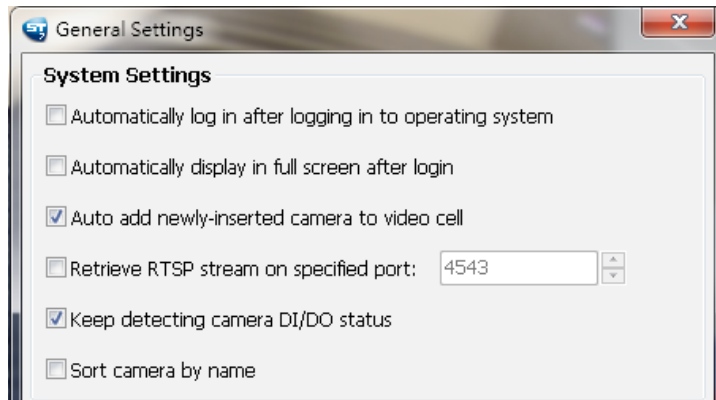 ST
7
General Settings
System Settings
Automatically log in after logging in to operating system
Automatically display in full screen after login
Auto add newly-inserted camera to video cell
Retrieve RTSP stream on specified port: 4543
Keep detecting camera DI/DO status
Sort camera by name